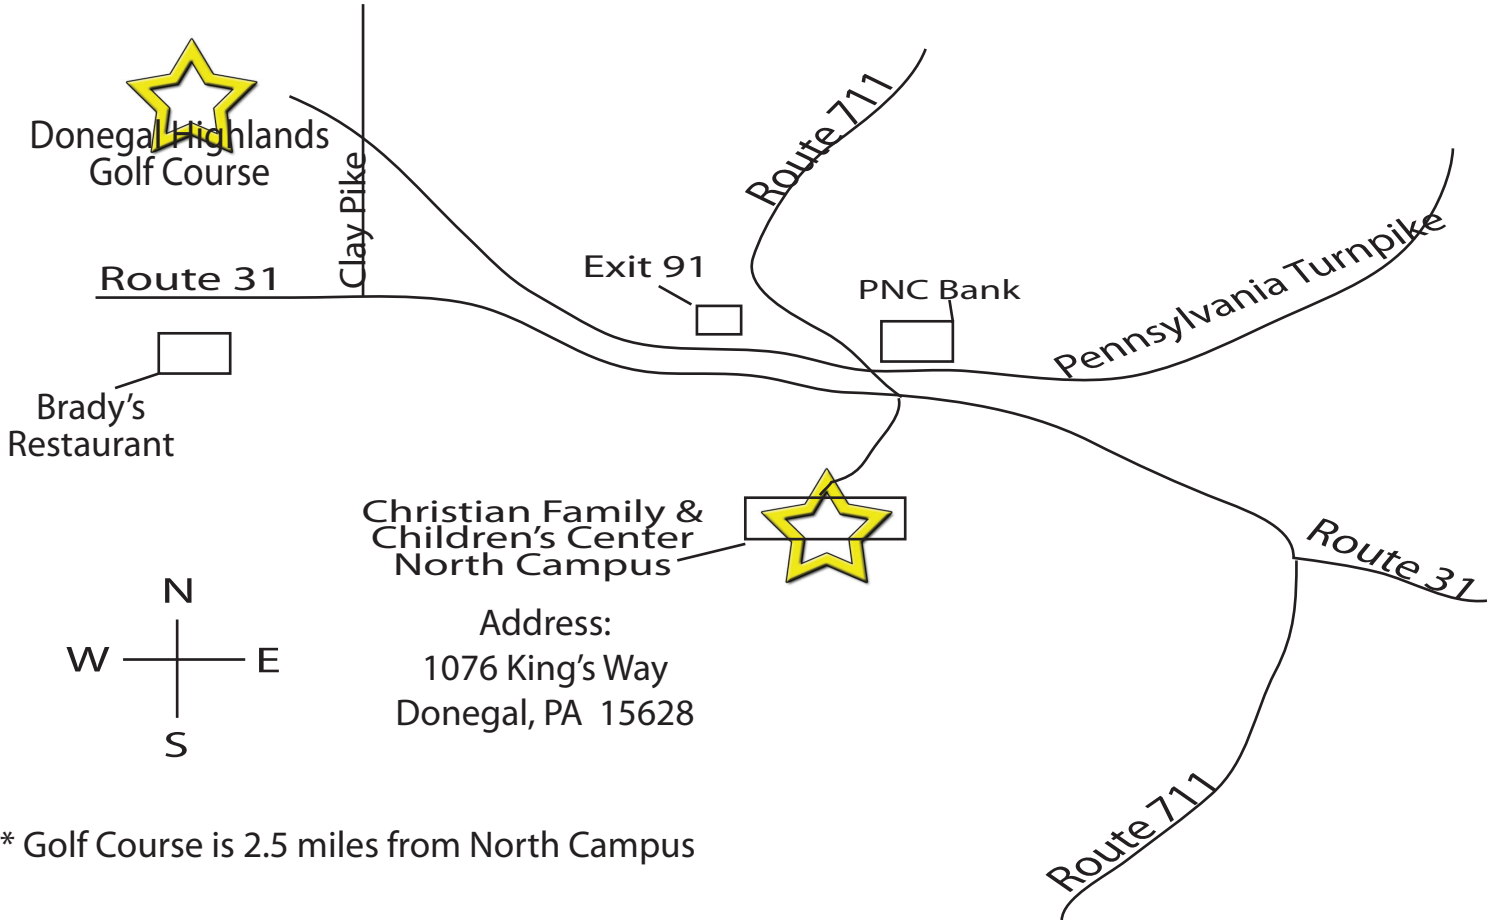 Donegal Highlands
Golf Course
Clay Pike
Route 711
Route 31
Exit 91
PNC Bank
Pennsylvania Turnpike
Brady's
Restaurant
Christian Family &
Children's Center
North Campus
Route 31
Address:
1076 King's Way
Donegal, PA 15628
N
W
E
S
Route 711
* Golf Course is 2.5 miles from North Campus